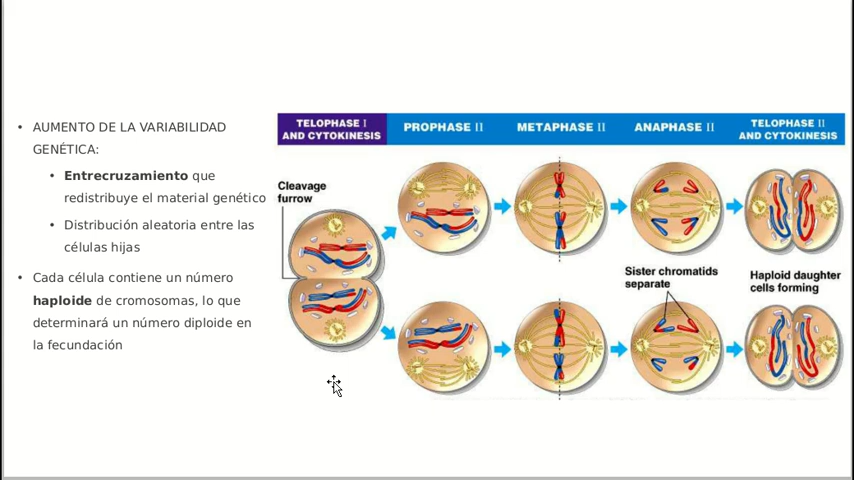 • AUMENTO DE LA VARIABILIDAD
GENÉTICA:
• Entrecruzamiento que
redistribuye el material genético
• Distribución aleatoria entre las
células hijas
• Cada célula contiene un número
haploide de cromosomas, lo que
determinará un número diploide en
la fecundación
TELOPHASE I
AND CYTOKINESIS
PROPHASE II
METAPHASE II
ANAPHASE II
TELOPHASE II
AND CYTOKINESIS
Cleavage
furrow
Sister chromatids
separate
Haploid daughter
cells forming